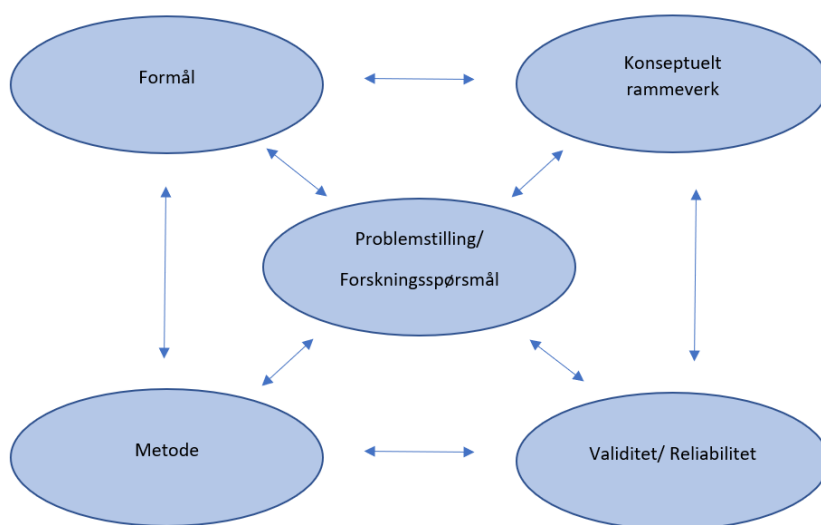 Formål
Konseptuelt
rammeverk
Problemstilling/
Forskningsspørsmål
Metode
Validitet/ Reliabilitet